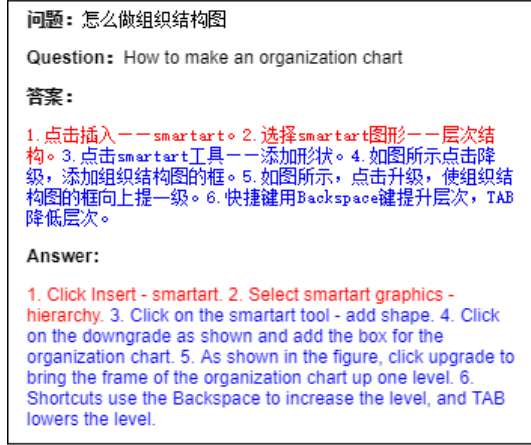 问题：怎么做组织结构图
Question：How to make an organization chart
答案：
1.点击插入——smartart。2.选择smartart图形——层次结
构。3.点击smartart工具——添加形状。4.如图所示点击降
级，添加组织结构图的框。5.如图所示，点击升级，使组织结
构图的框向上提一级。6.快捷键用Backspace键提升层次，TAB
降低层次。
Answer:
1. Click Insert - smartart. 2. Select smartart graphics -
hierarchy. 3. Click on the smartart tool - add shape. 4. Click
on the downgrade as shown and add the box for the
organization chart. 5. As shown in the figure, click upgrade to
bring the frame of the organization chart up one level. 6.
Shortcuts use the Backspace to increase the level, and TAB
lowers the level.